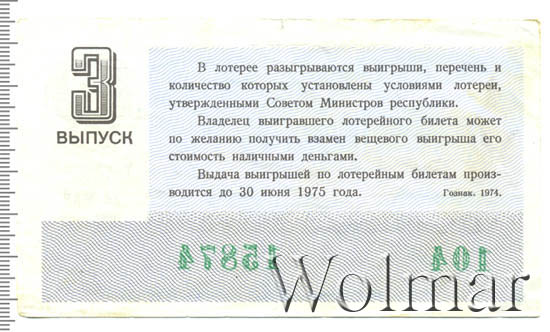 3
ВЫПУСК
В лотерее разыгрываются выигрыши, перечень и
количество которых установлены условиями лотереи,
утвержденными Советом Министров республики.
Владелец выигравшего лотерейного билета может
по желанию получить взамен вещевого выигрыша его
стоимость наличными деньгами.
Выдача выигрышей по лотерейным билетам произ-
водится до 30 июня 1975 года.
Гознак. 1974.
45874 104
Wolmar